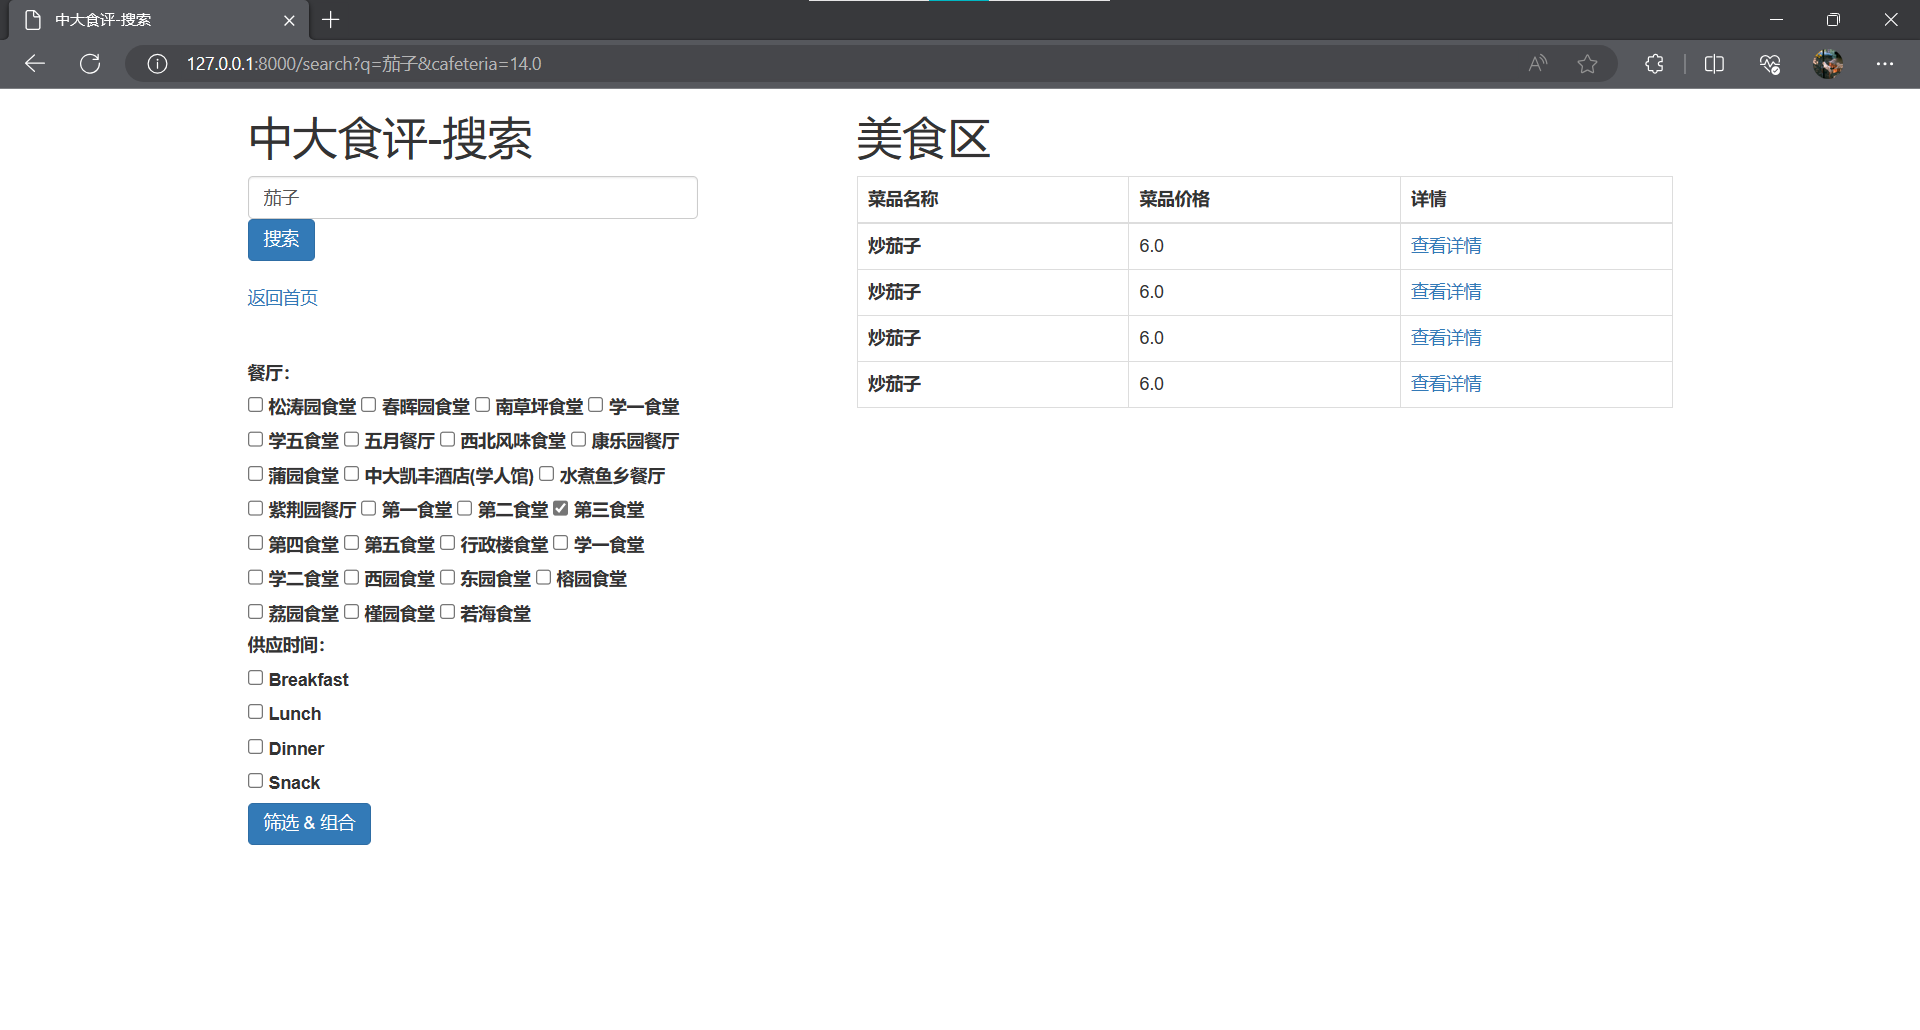 中大食评-搜索
127.0.0.1:8000/search?q=茄子&cafeteria=14.0
中大食评-搜索
茄子
搜索
返回首页
餐厅：
松涛园食堂 春晖园食堂 南草坪食堂 学一食堂
学五食堂 五月餐厅 西北风味食堂 康乐园餐厅
蒲园食堂 中大凯丰酒店(学人馆) 水煮鱼乡餐厅
紫荆园餐厅 第一食堂 第二食堂 第三食堂
第四食堂 第五食堂 行政楼食堂 学一食堂
学二食堂 西园食堂 东园食堂 榕园食堂
荔园食堂 槿园食堂 若海食堂
供应时间：
Breakfast
Lunch
Dinner
Snack
筛选 & 组合
美食区
菜品名称 菜品价格 详情
炒茄子 6.0 查看详情
炒茄子 6.0 查看详情
炒茄子 6.0 查看详情
炒茄子 6.0 查看详情